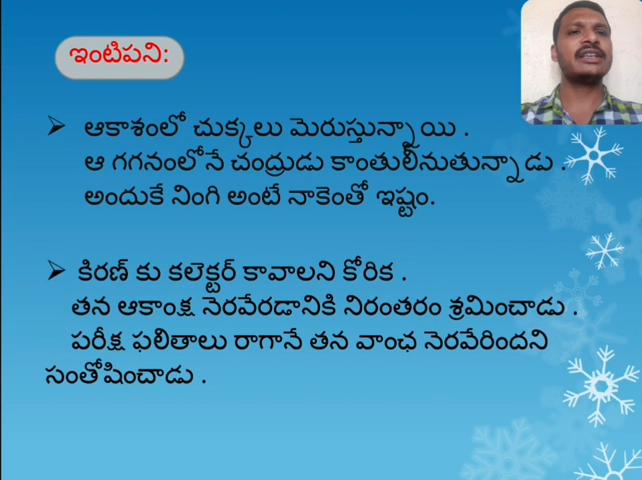 ఇంటిపని:
➢ ఆకాశంలో చుక్కలు మెరుస్తున్నాయి .
ఆ గగనంలోనే చంద్రుడు కాంతులీనుతున్నాడు .
అందుకే నింగి అంటే నాకెంతో ఇష్టం.
➢ కిరణ్ కు కలెక్టర్ కావాలని కోరిక .
తన ఆకాంక్ష నెరవేరడానికి నిరంతరం శ్రమించాడు .
పరీక్ష ఫలితాలు రాగానే తన వాంఛ నెరవేరిందని
సంతోషించాడు .